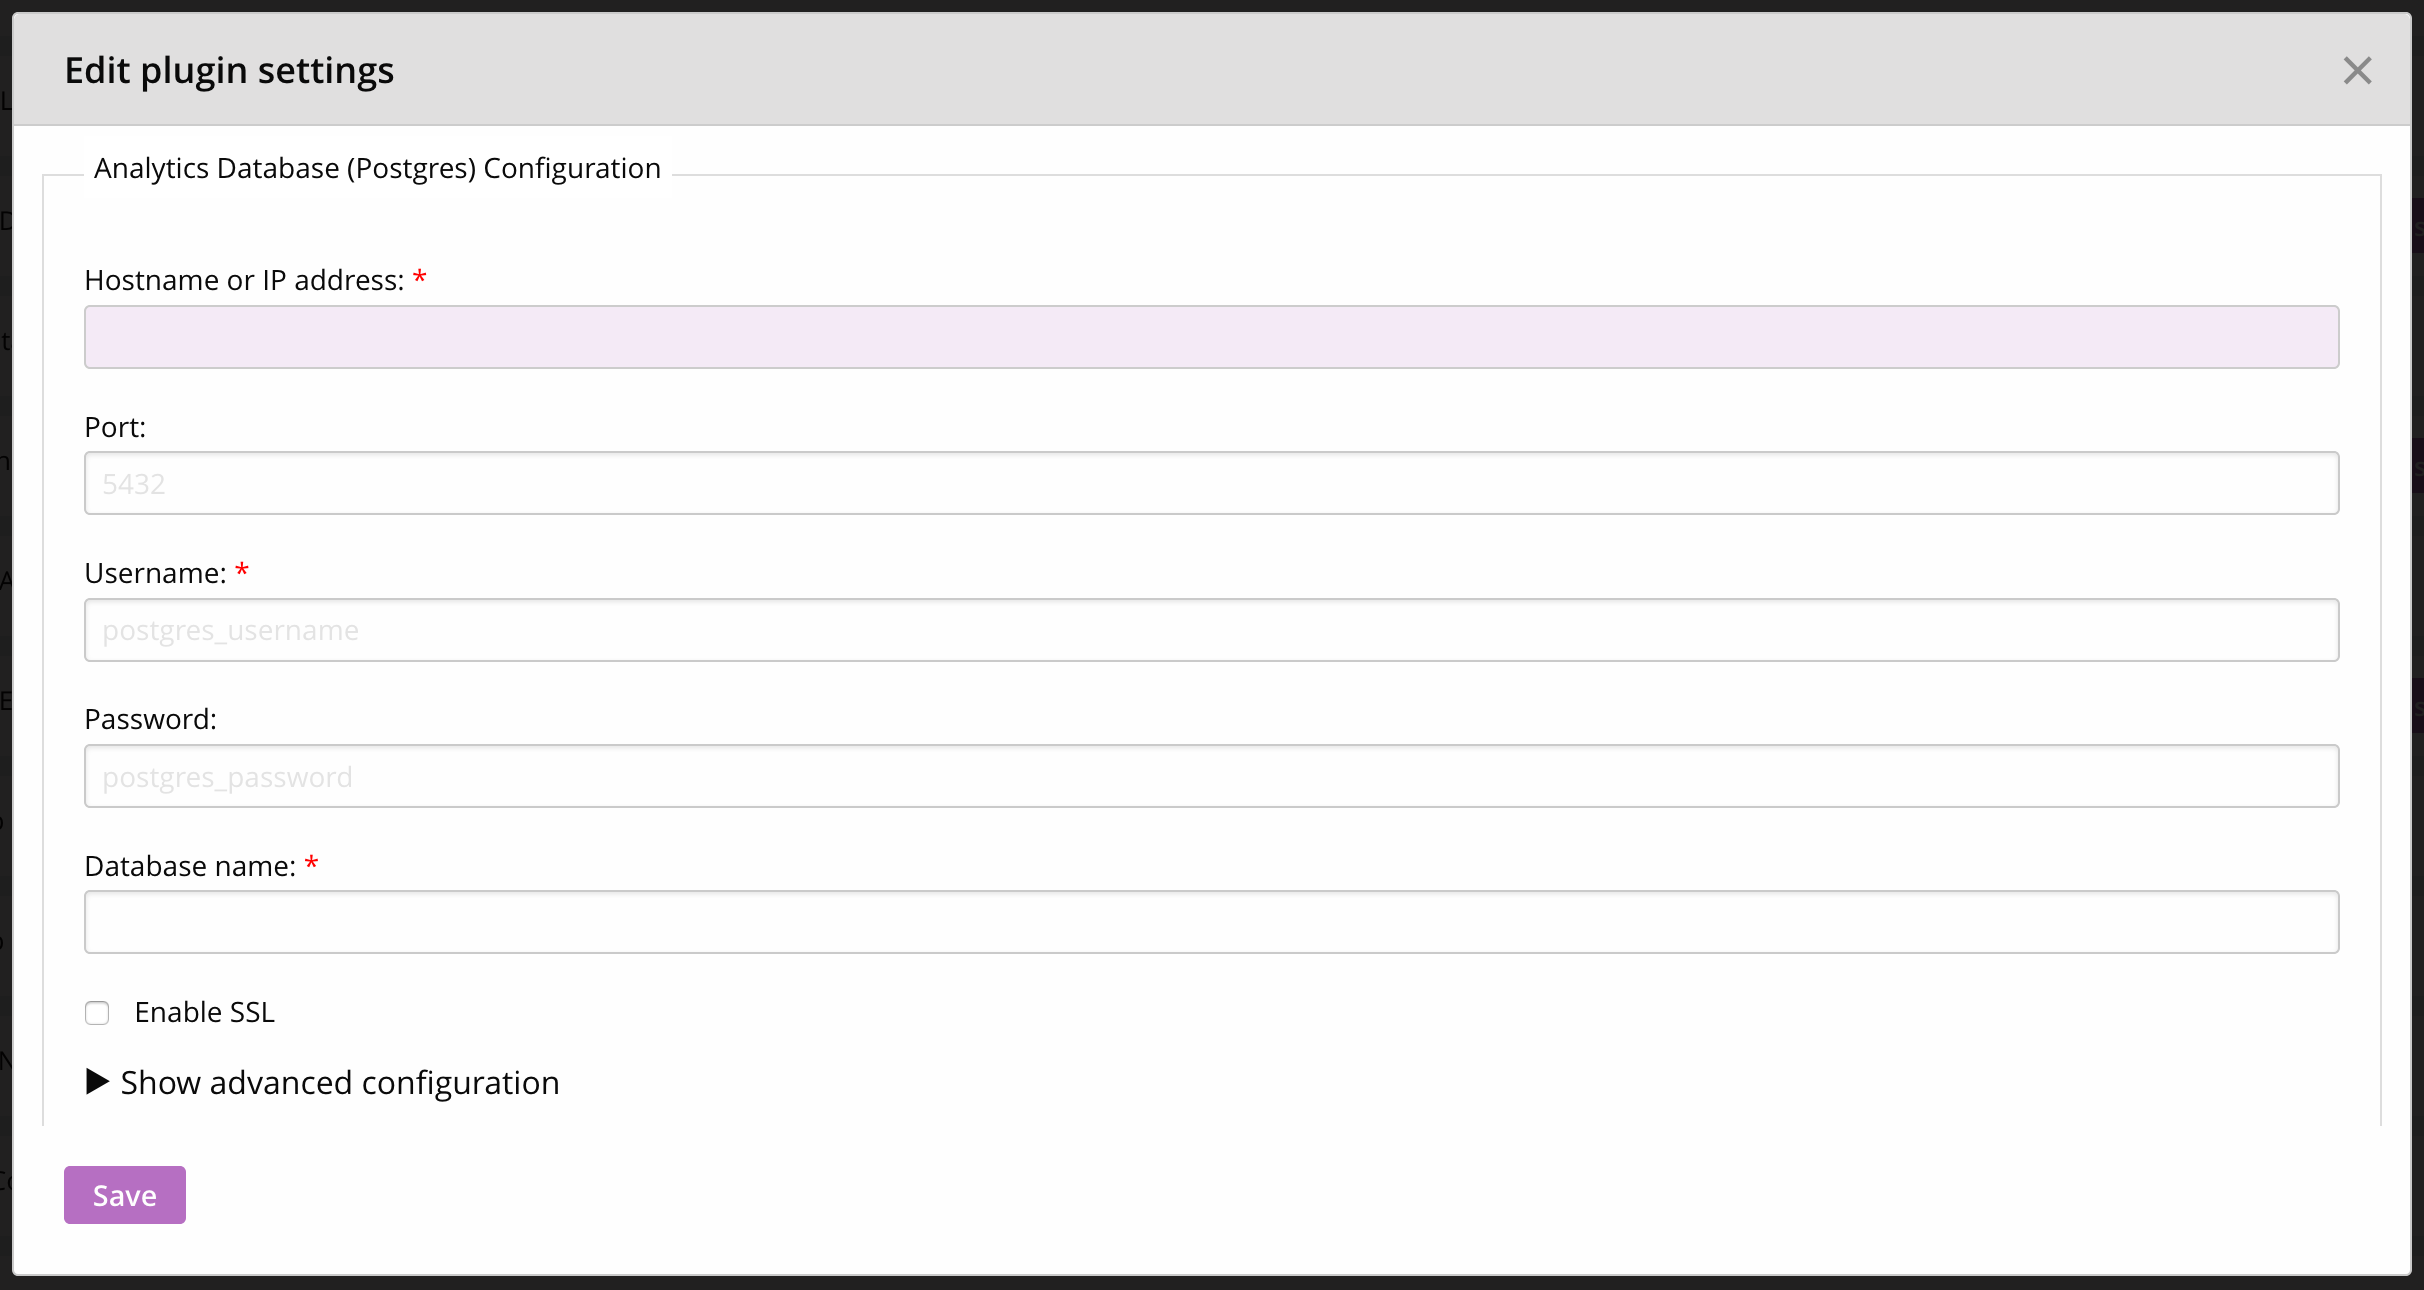 Edit plugin settings
Analytics Database (Postgres) Configuration
Hostname or IP address: *
Port:
5432
Username: *
postgres_username
Password:
postgres_password
Database name: *
Enable SSL
Show advanced configuration
Save